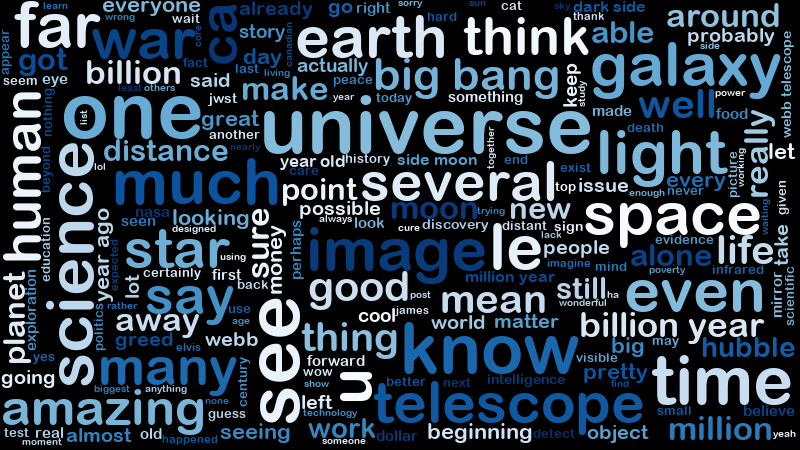 learn
everyone
wrong
wait
ca
already
go right
sorry
hard
sun
cat
sky
dark side
thank
around
probably
appear
far
war
core
story
canadian
earth think
able
side
webb telescope
got
fact
day
actually
big bang
keep
study
galaxy
seem eye
billion
said
last
living
peace
least
others
jwst
make
year
today
something
made
well
power
food
nothing
human
one
list
great
another
universe
together
light
death
picture
working
really
let
beyond
distance
nearly
year old
history
side moon
end
exist
every
never
lol
much
care
point
several
top
issue
enough
science
possible
always
moon
trying
new
space
waiting
given
education
year ago
seen
nasa
looking
designed
sure
look
cure
discovery
distant
sign
lack
people
evidence
take
star
using
money
perhaps
image
le
alone
life
expected
lot
certainly
first
back
million year
imagine
mind
poverty
infrared
mirror
scientific
planet
exploration
politics
say
use
age
good
post
mean
still
ha
wonderful
even
rather
away
see
cool
james
world
matter
billion year
yes
greed
elvis
webb
thing
know
visible
big
may
hubble
going
many
century
forward
wow
show
u
better
next
intelligence
pretty
find
time
biggest
anything
amazing
none
guess
left
technology
telescope
small
believe
test
real
moment
almost
old
happened
seeing
work
someone
dollar
beginning
detect
object
million
yeah